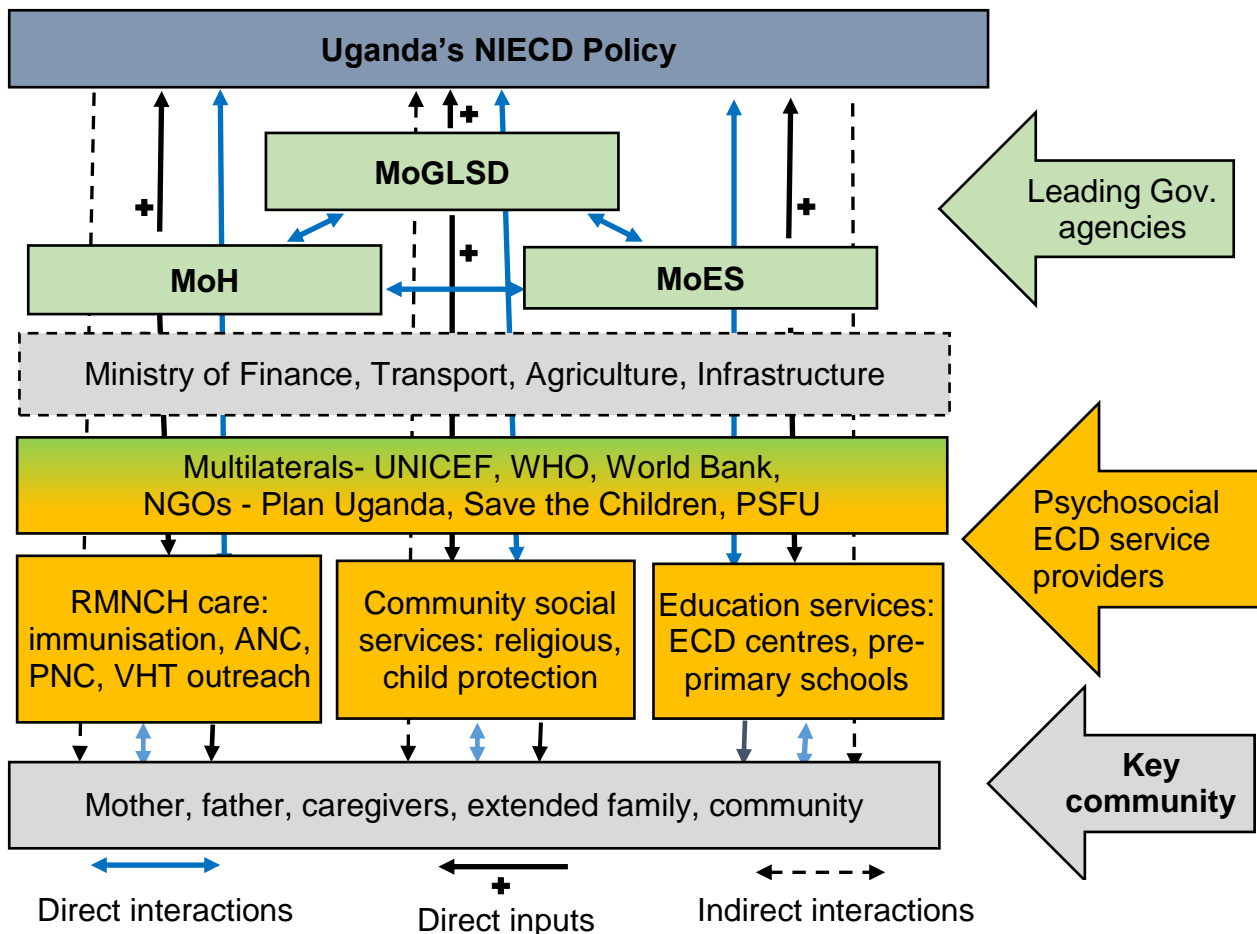 Uganda's NIECD Policy
MoGLSD
MoH
MoES
Leading Gov.
agencies
Ministry of Finance, Transport, Agriculture, Infrastructure
Multilaterals- UNICEF, WHO, World Bank,
NGOs - Plan Uganda, Save the Children, PSFU
Psychosocial
ECD service
providers
RMNCH care:
immunisation, ANC,
PNC, VHT outreach
Community social
services: religious,
child protection
Education services:
ECD centres, pre-
primary schools
Key
community
Mother, father, caregivers, extended family, community
Direct interactions
Direct inputs
Indirect interactions